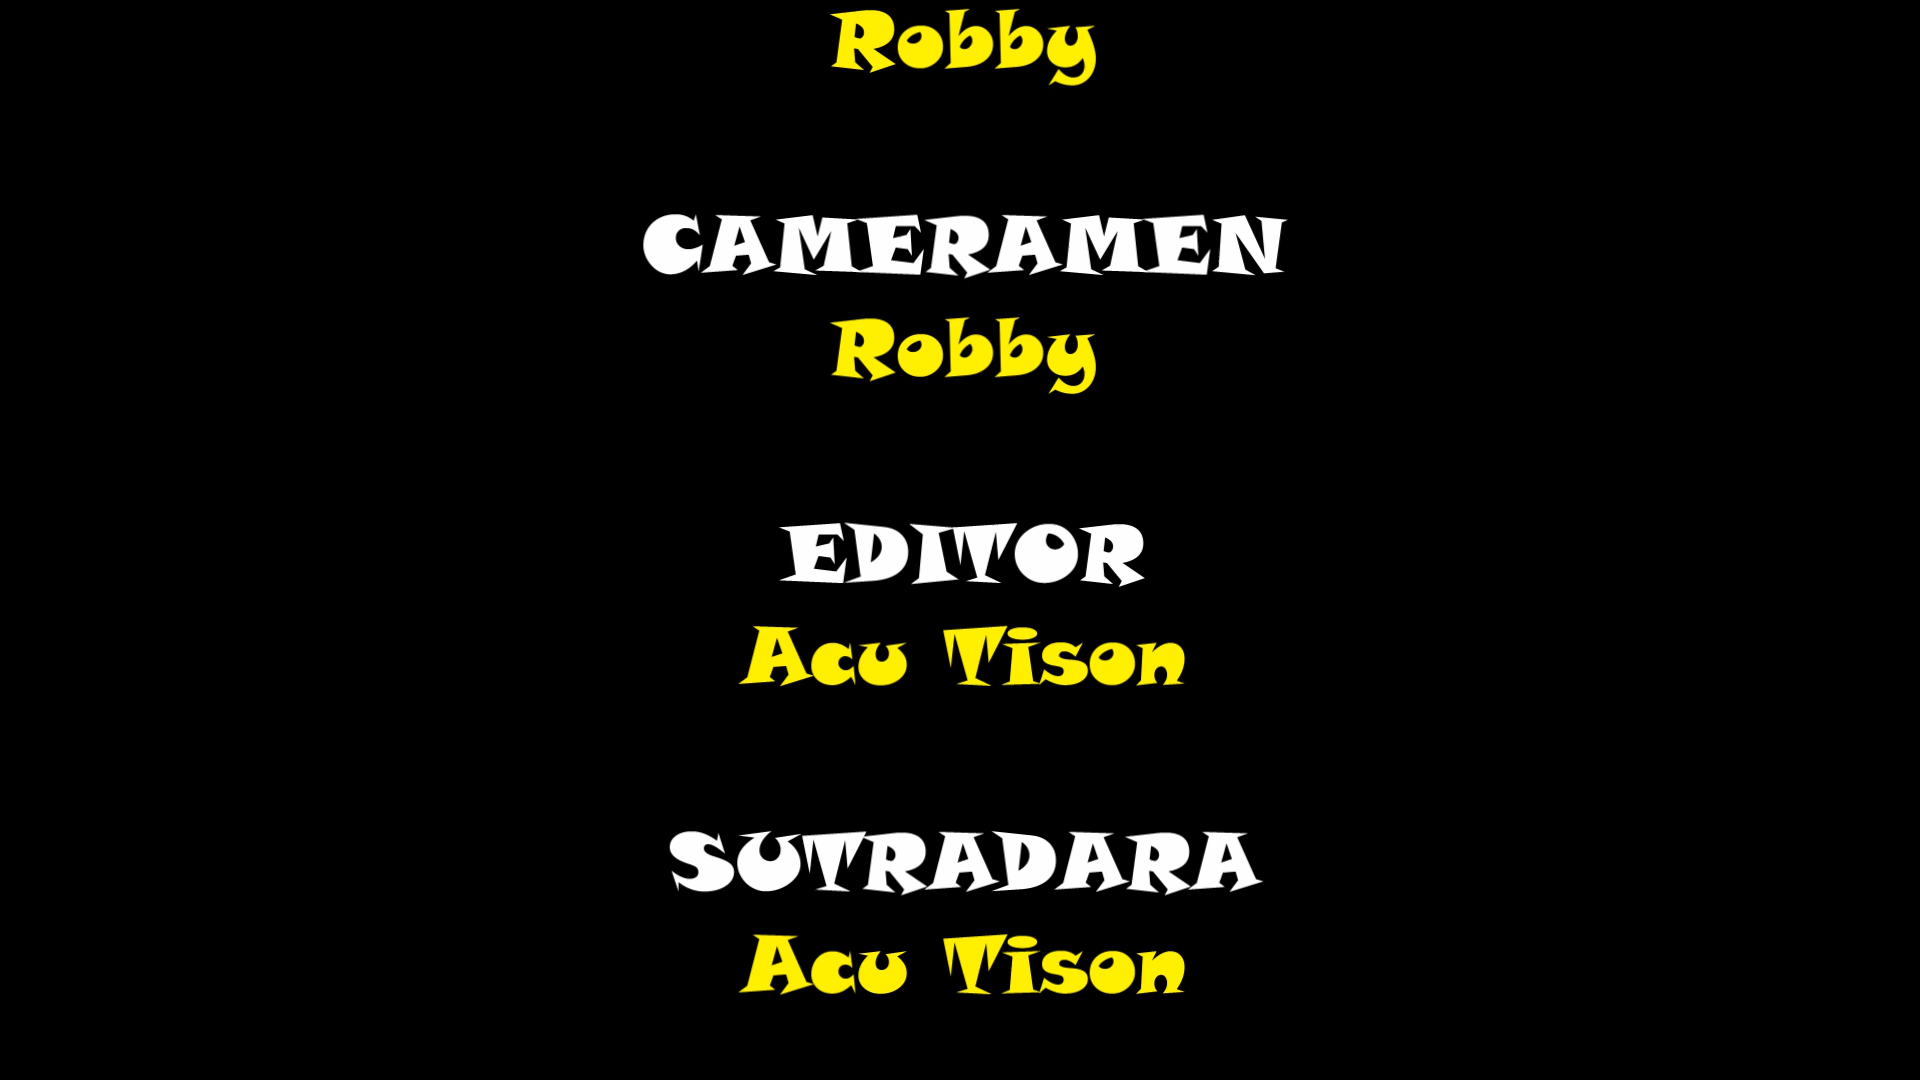 Robby
CAMERAMEN
Robby
EDITOR
Acu Tison
SUTRADARA
Acu Tison